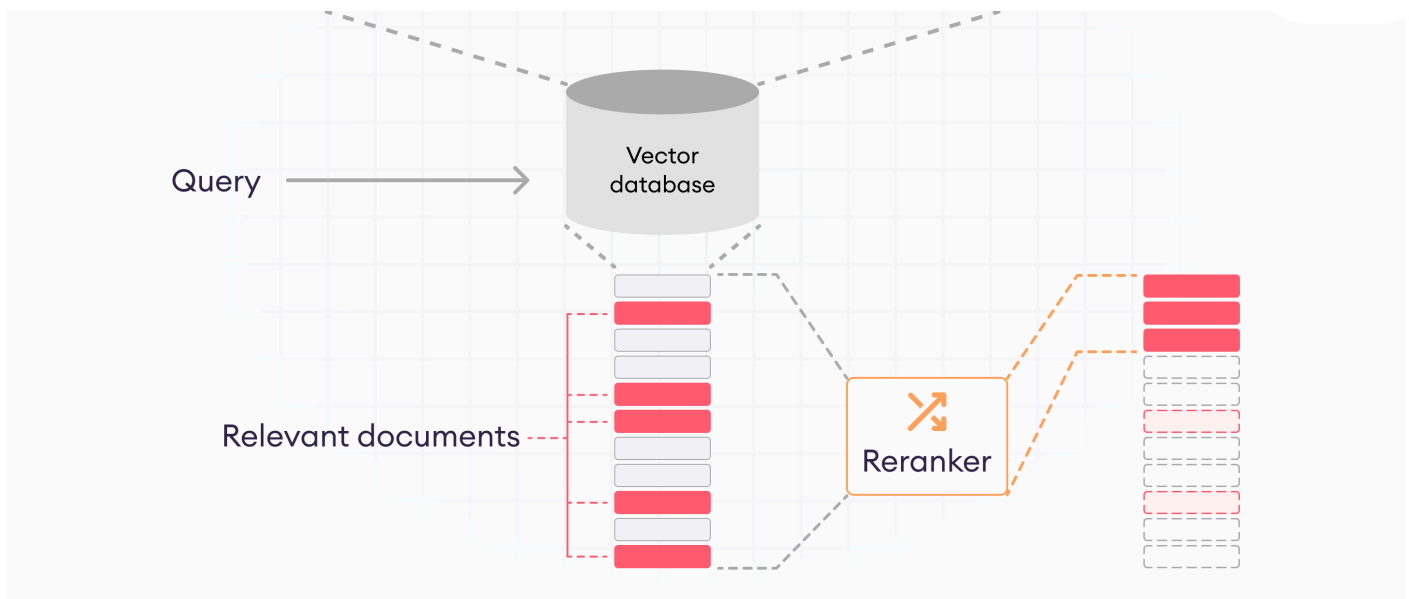 Vector
database
Query
Relevant documents
Reranker